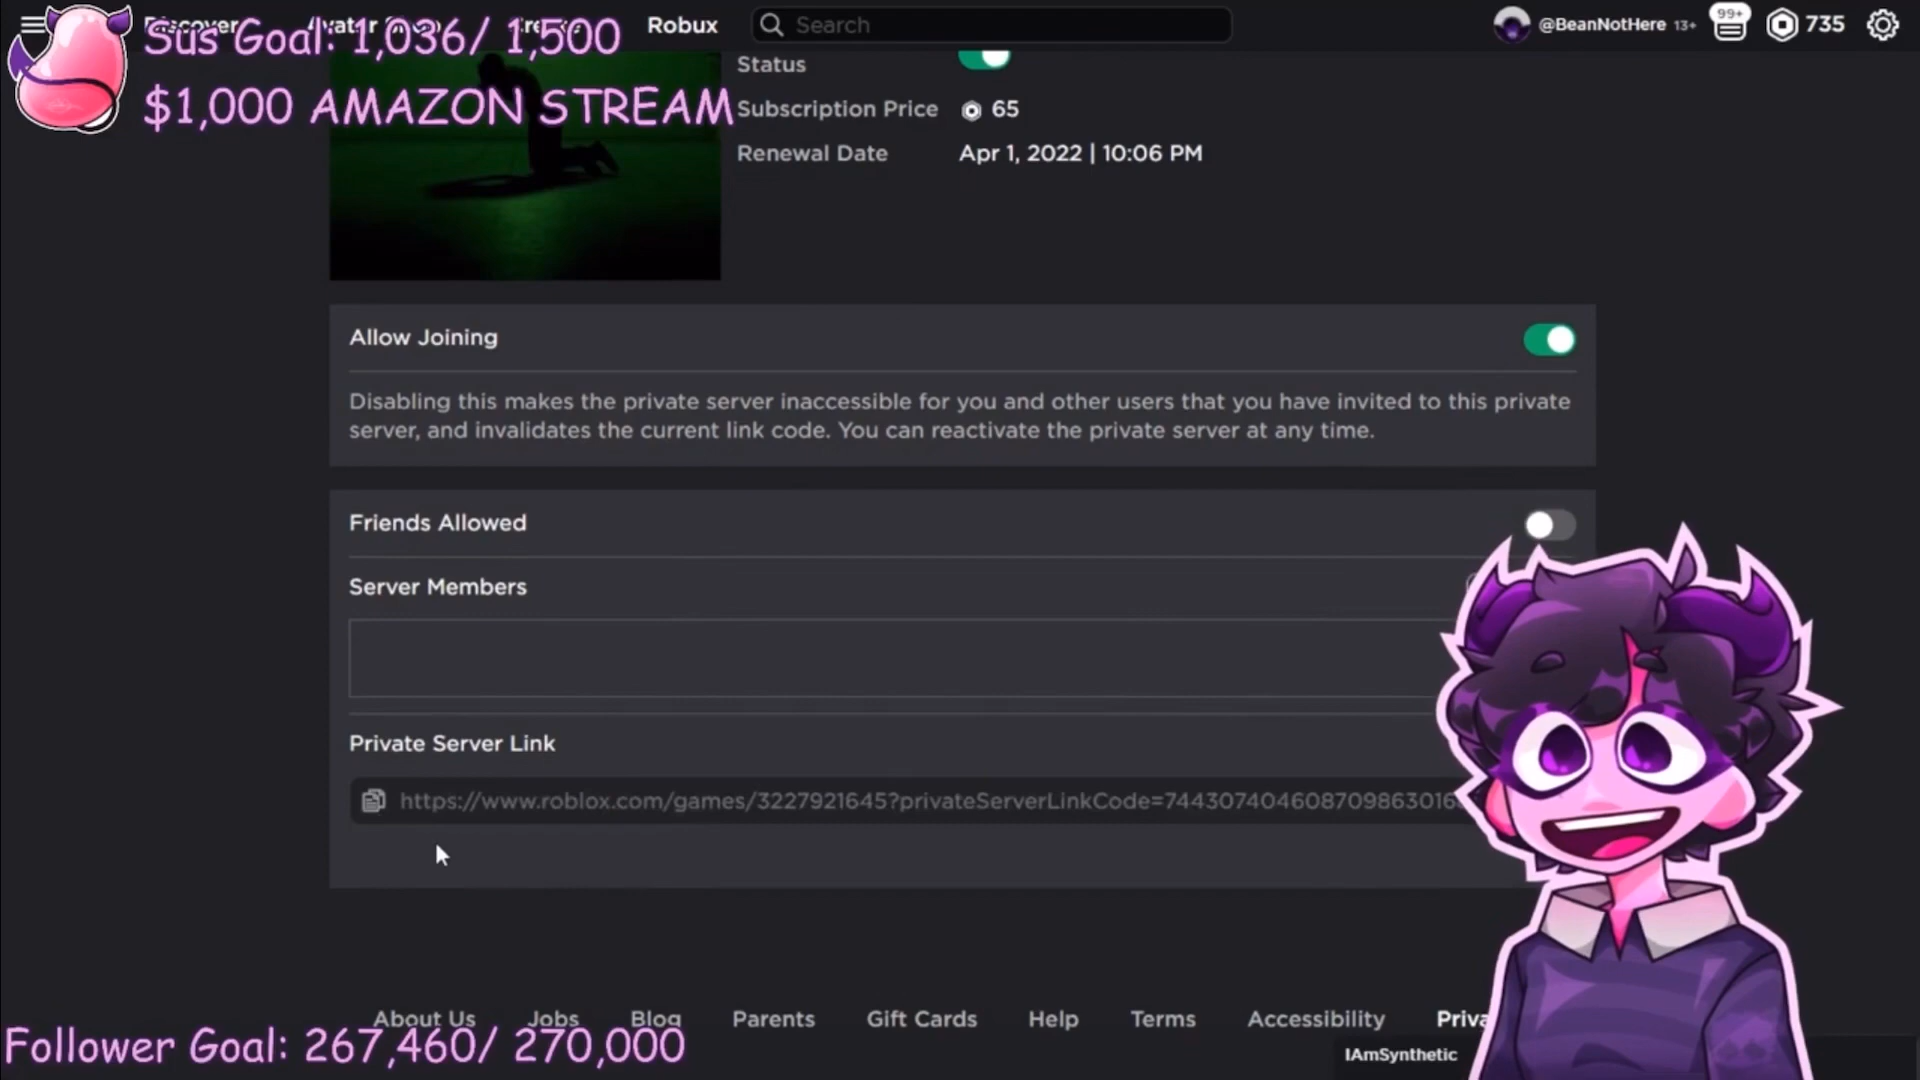 Robux
Search
@BeanNotHere 13+
99+
735
Sus Goal: 1,036/ 1,500
$1,000 AMAZON STREAM
Status
Subscription Price 65
Renewal Date Apr 1, 2022 | 10:06 PM
Allow Joining
Disabling this makes the private server inaccessible for you and other users that you have invited to this private
server, and invalidates the current link code. You can reactivate the private server at any time.
Friends Allowed
Server Members
Private Server Link
https://www.roblox.com/games/3227921645?privateServerLinkCode=744307404608709863016
About Us Jobs Blog Parents Gift Cards Help Terms Accessibility Priva
Follower Goal: 267,460/ 270,000
IAmSynthetic